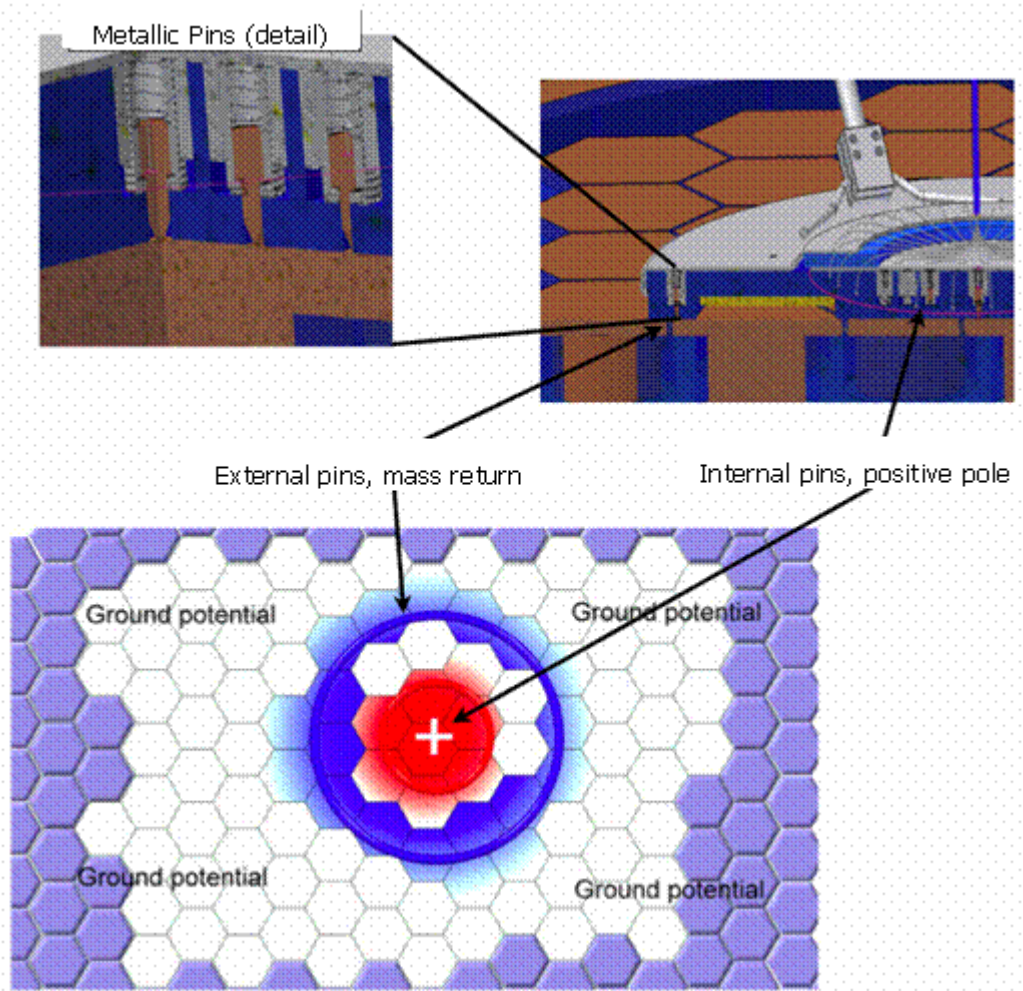 Metallic Pins (detail)
External pins, mass return
Internal pins, positive pole
Ground potential
Ground potential
+
Ground potential
Ground potential